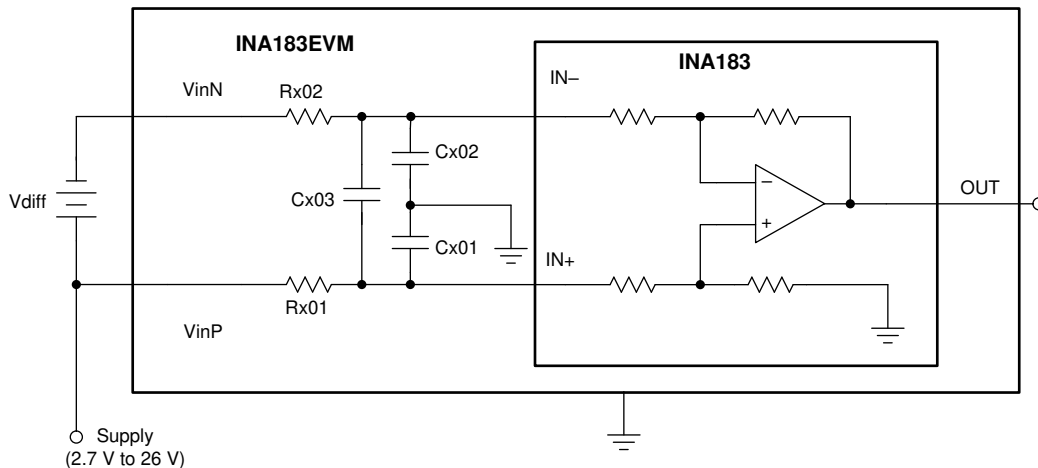 INA183EVM
INA183
VinN
Rx02
IN–
Cx02
Vdiff
Cx03
–
OUT
+
Cx01
IN+
Rx01
VinP
Supply
(2.7 V to 26 V)